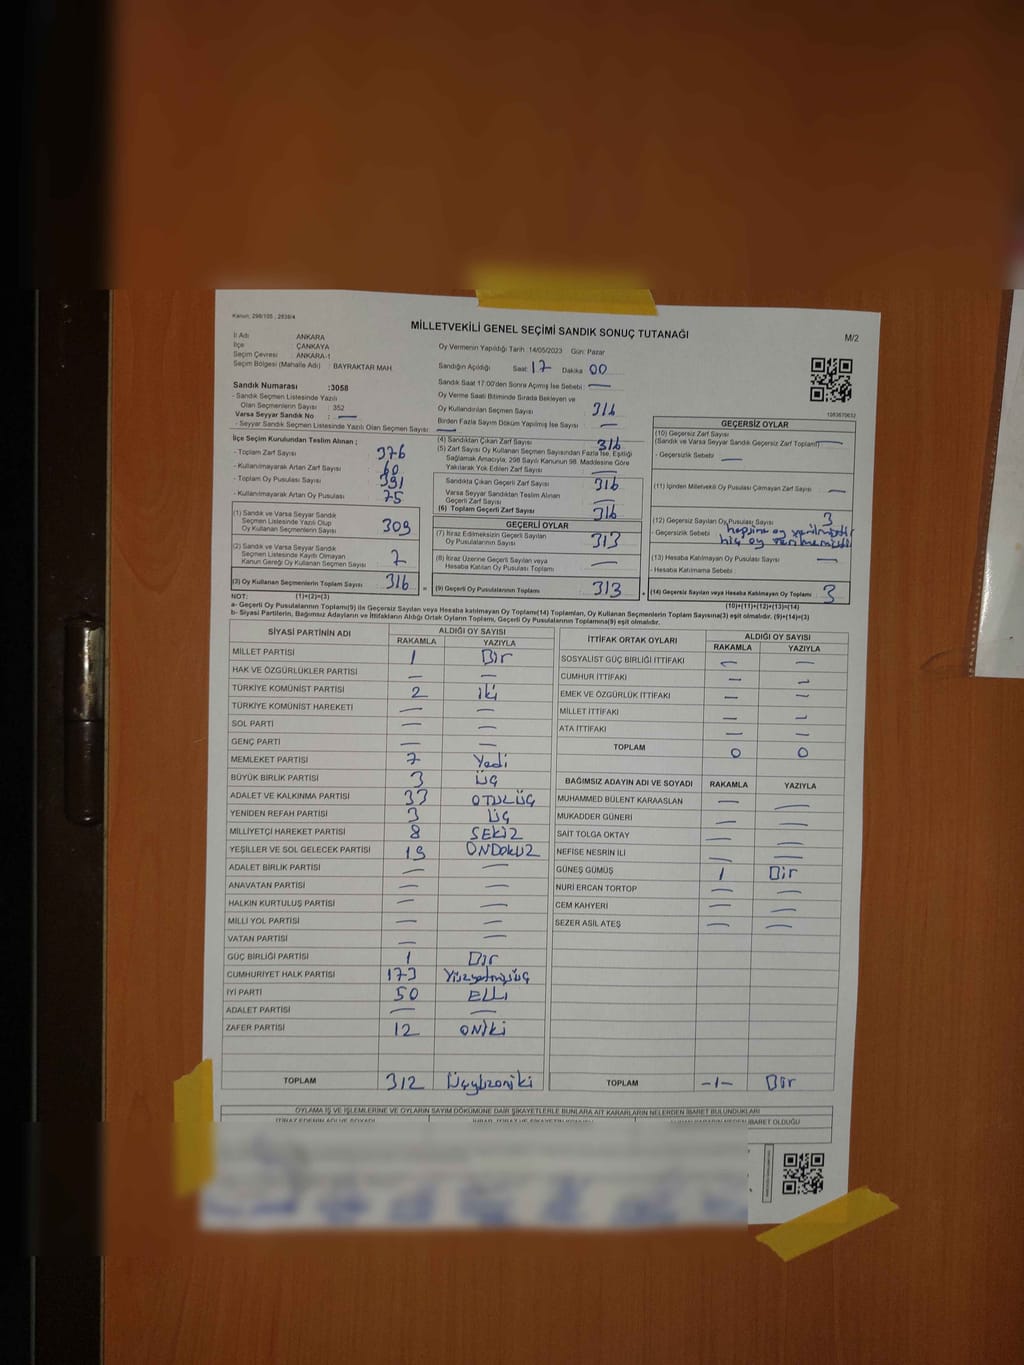 Kanun; 298/105 , 2839/4
MİLLETVEKİLİ GENEL SEÇİMİ SANDIK SONUÇ TUTANAĞI
M/2
İl Adı ANKARA
İlçe ÇANKAYA
Seçim Çevresi ANKARA-1
Seçim Bölgesi (Mahalle Adı) : BAYRAKTAR MAH.
Sandık Numarası :3058
- Sandık Seçmen Listesinde Yazılı
Olan Seçmenlerin Sayısı : 352
Varsa Seyyar Sandık No : —
- Seyyar Sandık Seçmen Listesinde Yazılı Olan Seçmen Sayısı : —
Oy Vermenin Yapıldığı Tarih :14/05/2023 Gün: Pazar
Sandığın Açıldığı Saat: 17 Dakika 00
Sandık Saat 17:00'den Sonra Açılmış İse Sebebi : —
Oy Verme Saati Bitiminde Sırada Bekleyen ve
Oy Kullandırılan Seçmen Sayısı 316
Birden Fazla Sayım Döküm Yapılmış İse Sayısı —
İlçe Seçim Kurulundan Teslim Alınan ;
- Toplam Zarf Sayısı 376
- Kullanılmayarak Artan Zarf Sayısı 60
- Toplam Oy Pusulası Sayısı 391
- Kullanılmayarak Artan Oy Pusulası 75
(1) Sandık ve Varsa Seyyar Sandık
Seçmen Listesinde Yazılı Olup
Oy Kullanan Seçmenlerin Sayısı 309
(2) Sandık ve Varsa Seyyar Sandık
Seçmen Listesinde Kayıtlı Olmayan
Kanun Gereği Oy Kullanan Seçmen Sayısı 7
(3) Oy Kullanan Seçmenlerin Toplam Sayısı 316
(4) Sandıktan Çıkan Zarf Sayısı 316
(5) Zarf Sayısı Oy Kullanan Seçmen Sayısından Fazla İse, Eşitliği
Sağlamak Amacıyla; 298 Sayılı Kanunun 98. Maddesine Göre
Yakılarak Yok Edilen Zarf Sayısı —
Sandıkta Çıkan Geçerli Zarf Sayısı 316
Varsa Seyyar Sandıktan Teslim Alınan
Geçerli Zarf Sayısı —
(6) Toplam Geçerli Zarf Sayısı 316
GEÇERLİ OYLAR
(7) İtiraz Edilmeksizin Geçerli Sayılan
Oy Pusulalarının Sayısı 313
(8) İtiraz Üzerine Geçerli Sayılan veya
Hesaba Katılan Oy Pusulası Toplamı —
= (9) Geçerli Oy Pusulalarının Toplamı 313
1083670632
GEÇERSİZ OYLAR
(10) Geçersiz Zarf Sayısı
(Sandık ve Varsa Seyyar Sandık Geçersiz Zarf Toplamı) —
- Geçersizlik Sebebi : —
(11) İçinden Milletvekili Oy Pusulası Çıkmayan Zarf Sayısı —
(12) Geçersiz Sayılan Oy Pusulası Sayısı 3
- Geçersizlik Sebebi hepsine oy verilmiştir
hiç oy verilmemiştir
(13) Hesaba Katılmayan Oy Pusulası Sayısı —
- Hesaba Katılmama Sebebi :
+ (14) Geçersiz Sayılan veya Hesaba Katılmayan Oy Toplamı 3
NOT: (1)+(2)=(3) (10)+(11)+(12)+(13)=(14)
a- Geçerli Oy Pusulalarının Toplamı(9) ile Geçersiz Sayılan veya Hesaba katılmayan Oy Toplamı(14) Toplamları, Oy Kullanan Seçmenlerin Toplam Sayısına(3) eşit olmalıdır. (9)+(14)=(3)
b- Siyasi Partilerin, Bağımsız Adayların ve İttifakların Aldığı Ortak Oyların Toplamı, Geçerli Oy Pusulalarının Toplamına(9) eşit olmalıdır.
SİYASİ PARTİNİN ADI ALDIĞI OY SAYISI
RAKAMLA YAZIYLA
MİLLET PARTİSİ 1 Bir
HAK VE ÖZGÜRLÜKLER PARTİSİ — —
TÜRKİYE KOMÜNİST PARTİSİ 2 iki
TÜRKİYE KOMÜNİST HAREKETİ — —
SOL PARTİ — —
GENÇ PARTİ — —
MEMLEKET PARTİSİ 7 Yedi
BÜYÜK BİRLİK PARTİSİ 3 üç
ADALET VE KALKINMA PARTİSİ 33 OTUZÜÇ
YENİDEN REFAH PARTİSİ 3 ÜÇ
MİLLİYETÇİ HAREKET PARTİSİ 8 SEKİZ
YEŞİLLER VE SOL GELECEK PARTİSİ 19 ONDOKUZ
ADALET BİRLİK PARTİSİ — —
ANAVATAN PARTİSİ — —
HALKIN KURTULUŞ PARTİSİ — —
MİLLİ YOL PARTİSİ — —
VATAN PARTİSİ — —
GÜÇ BİRLİĞİ PARTİSİ 1 Bir
CUMHURİYET HALK PARTİSİ 173 Yüzyetmişüç
İYİ PARTİ 50 ELLİ
ADALET PARTİSİ — —
ZAFER PARTİSİ 12 ONİKİ
TOPLAM 312 Üçyüzoniki
İTTİFAK ORTAK OYLARI ALDIĞI OY SAYISI
RAKAMLA YAZIYLA
SOSYALİST GÜÇ BİRLİĞİ İTTİFAKI — —
CUMHUR İTTİFAKI — —
EMEK VE ÖZGÜRLÜK İTTİFAKI — —
MİLLET İTTİFAKI — —
ATA İTTİFAKI — —
TOPLAM 0 0
BAĞIMSIZ ADAYIN ADI VE SOYADI RAKAMLA YAZIYLA
MUHAMMED BÜLENT KARAASLAN — —
MUKADDER GÜNERİ — —
SAİT TOLGA OKTAY — —
NEFİSE NESRİN İLİ — —
GÜNEŞ GÜMÜŞ 1 Bir
NURİ ERCAN TORTOP — —
CEM KAHYERİ — —
SEZER ASIL ATEŞ — —
TOPLAM -1- Bir
OYLAMA İŞ VE İŞLEMLERİNE VE OYLARIN SAYIM DÖKÜMÜNE DAİR ŞİKAYETLERLE BUNLARA AİT KARARLARIN NELERDEN İBARET BULUNDUKLARI
İBARET OLDUĞU